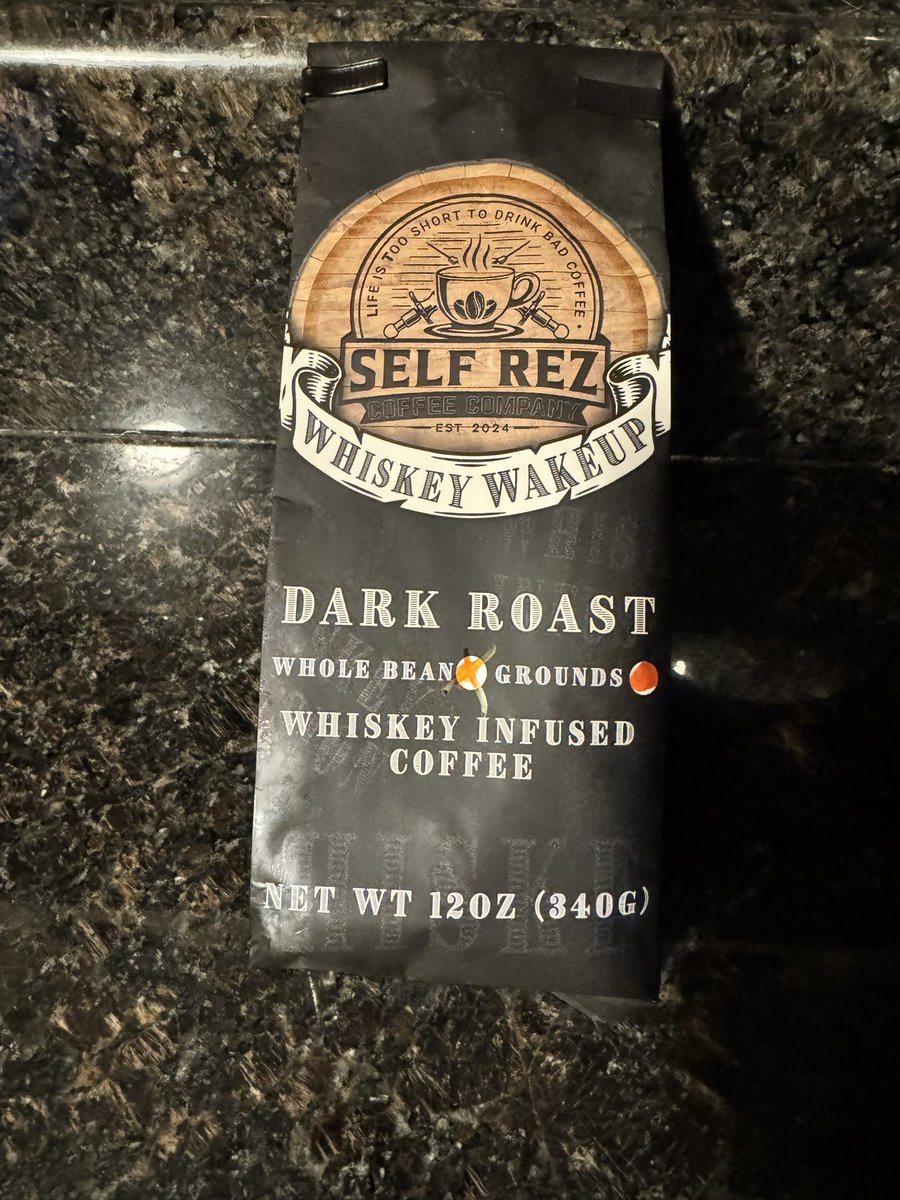 LIFE IS TOO SHORT TO DRINK BAD COFFEE •
SELF REZ
COFFEE COMPANY
EST. 2024
WHISKEY WAKEUP
DARK ROAST
WHOLE BEAN GROUNDS
WHISKEY INFUSED
COFFEE
NET WT 12OZ (340G)